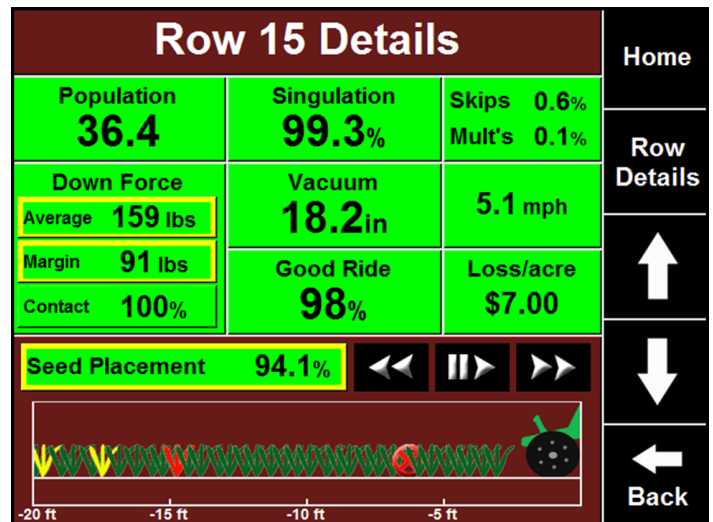 Row 15 Details
Home
Population
36.4
Singulation
99.3%
Skips 0.6%
Mult's 0.1%
Row
Details
Down Force
Average 159 lbs
Margin 91 lbs
Contact 100%
Vacuum
18.2in
5.1 mph
Good Ride
98%
Loss/acre
$7.00
Seed Placement 94.1%
-20 ft -15 ft -10 ft -5 ft
Back